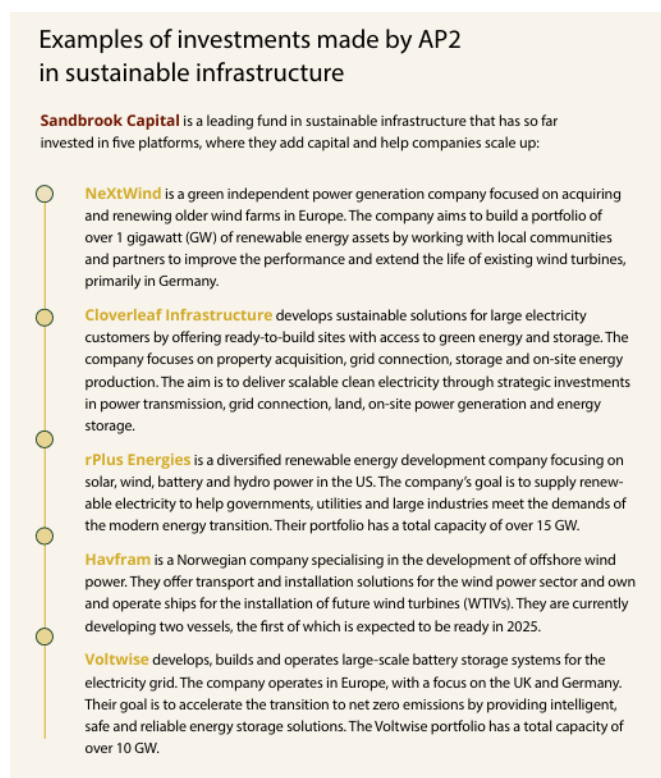 Examples of investments made by AP2
in sustainable infrastructure
Sandbrook Capital is a leading fund in sustainable infrastructure that has so far
invested in five platforms, where they add capital and help companies scale up:
NeXtWind is a green independent power generation company focused on acquiring
and renewing older wind farms in Europe. The company aims to build a portfolio of
over 1 gigawatt (GW) of renewable energy assets by working with local communities
and partners to improve the performance and extend the life of existing wind turbines,
primarily in Germany.
Cloverleaf Infrastructure develops sustainable solutions for large electricity
customers by offering ready-to-build sites with access to green energy and storage. The
company focuses on property acquisition, grid connection, storage and on-site energy
production. The aim is to deliver scalable clean electricity through strategic investments
in power transmission, grid connection, land, on-site power generation and energy
storage.
rPlus Energies is a diversified renewable energy development company focusing on
solar, wind, battery and hydro power in the US. The company’s goal is to supply renew-
able electricity to help governments, utilities and large industries meet the demands of
the modern energy transition. Their portfolio has a total capacity of over 15 GW.
Havfram is a Norwegian company specialising in the development of offshore wind
power. They offer transport and installation solutions for the wind power sector and own
and operate ships for the installation of future wind turbines (WTIVs). They are currently
developing two vessels, the first of which is expected to be ready in 2025.
Voltwise develops, builds and operates large-scale battery storage systems for the
electricity grid. The company operates in Europe, with a focus on the UK and Germany.
Their goal is to accelerate the transition to net zero emissions by providing intelligent,
safe and reliable energy storage solutions. The Voltwise portfolio has a total capacity of
over 10 GW.